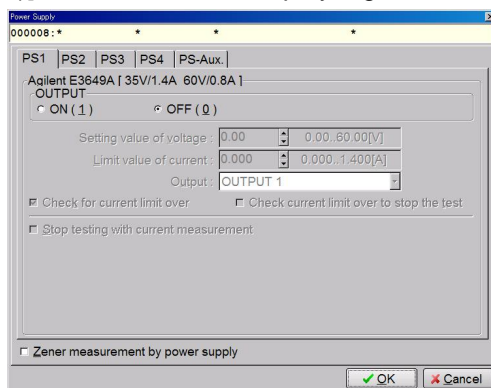 Power Supply
000008:* * * *
PS1 PS2 PS3 PS4 PS-Aux.
Agilent E3649A [ 35V/1.4A 60V/0.8A ]
OUTPUT
ON ( 1 ) OFF ( 0 )
Setting value of voltage : 0.00 0.00..60.00[V]
Limit value of current : 0.000 0.000..1.400[A]
Output : OUTPUT 1
Check for current limit over Check current limit over to stop the test
Stop testing with current measurement
Zener measurement by power supply
OK Cancel